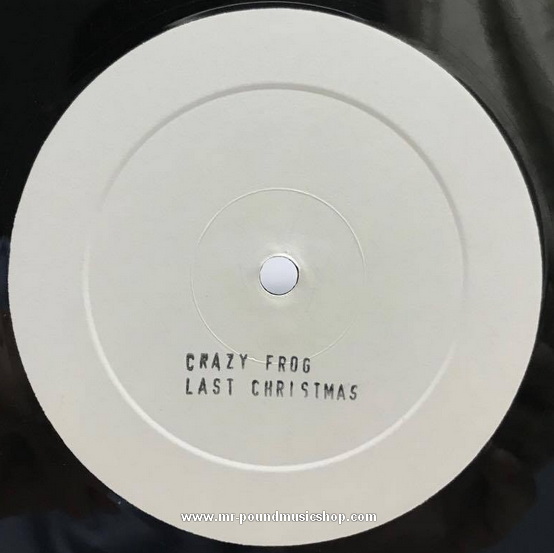 CRAZY FROG
LAST CHRISTMAS
www.mr-poundmusicshop.com